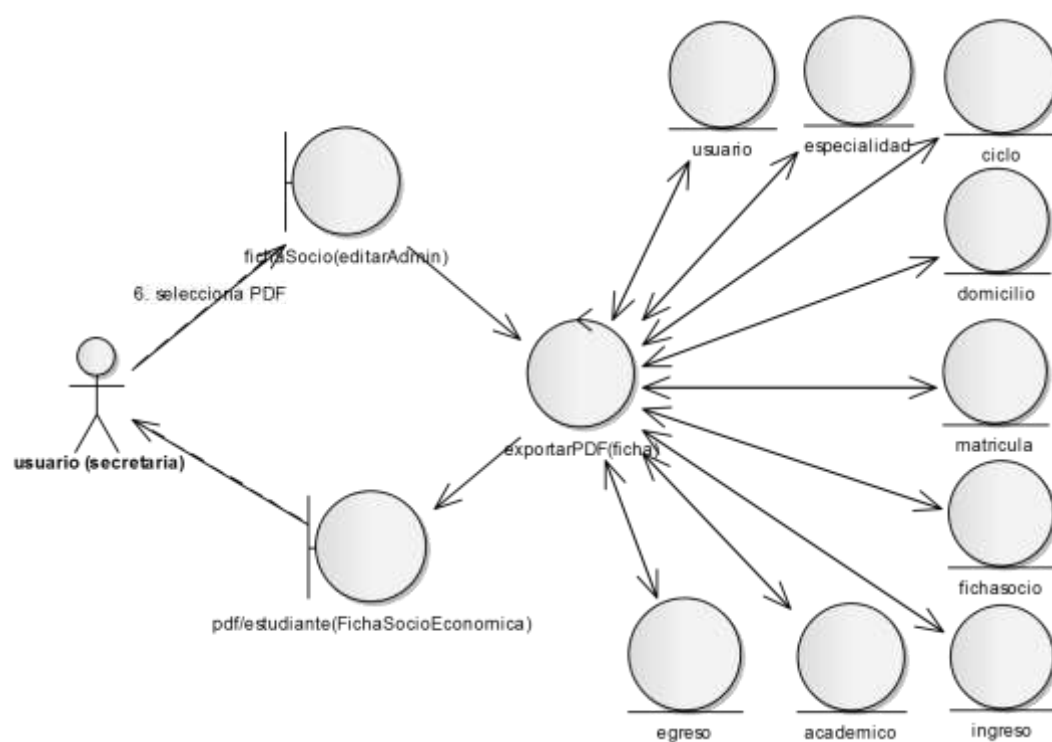 usuario
especialidad
ciclo
fichaSocio(editarAdmin)
6. selecciona PDF
domicilio
usuario (secretaria)
exportarPDF(ficha)
matricula
fichasocio
pdf/estudiante(FichaSocioEconomica)
egreso
academico
ingreso